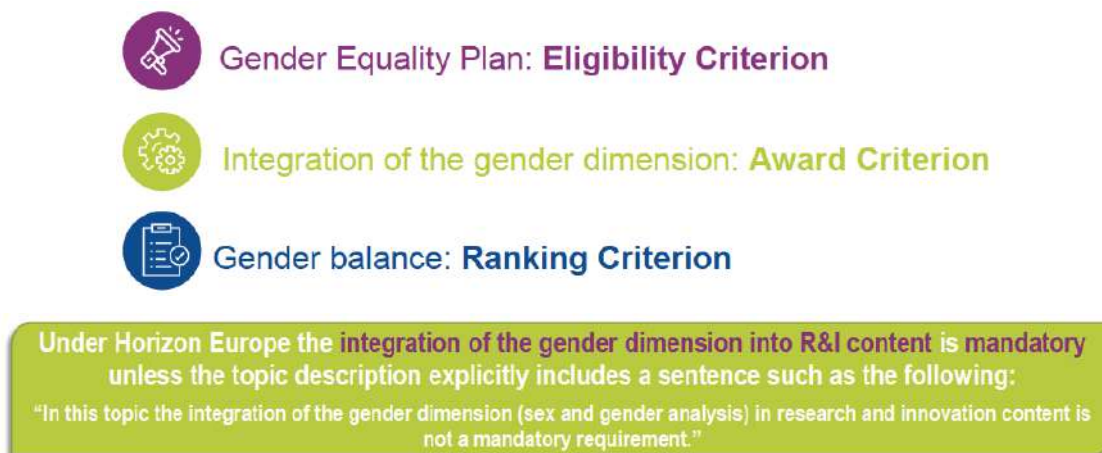 Gender Equality Plan: Eligibility Criterion
Integration of the gender dimension: Award Criterion
Gender balance: Ranking Criterion
Under Horizon Europe the integration of the gender dimension into R&I content is mandatory
unless the topic description explicitly includes a sentence such as the following:
“In this topic the integration of the gender dimension (sex and gender analysis) in research and innovation content is
not a mandatory requirement.”